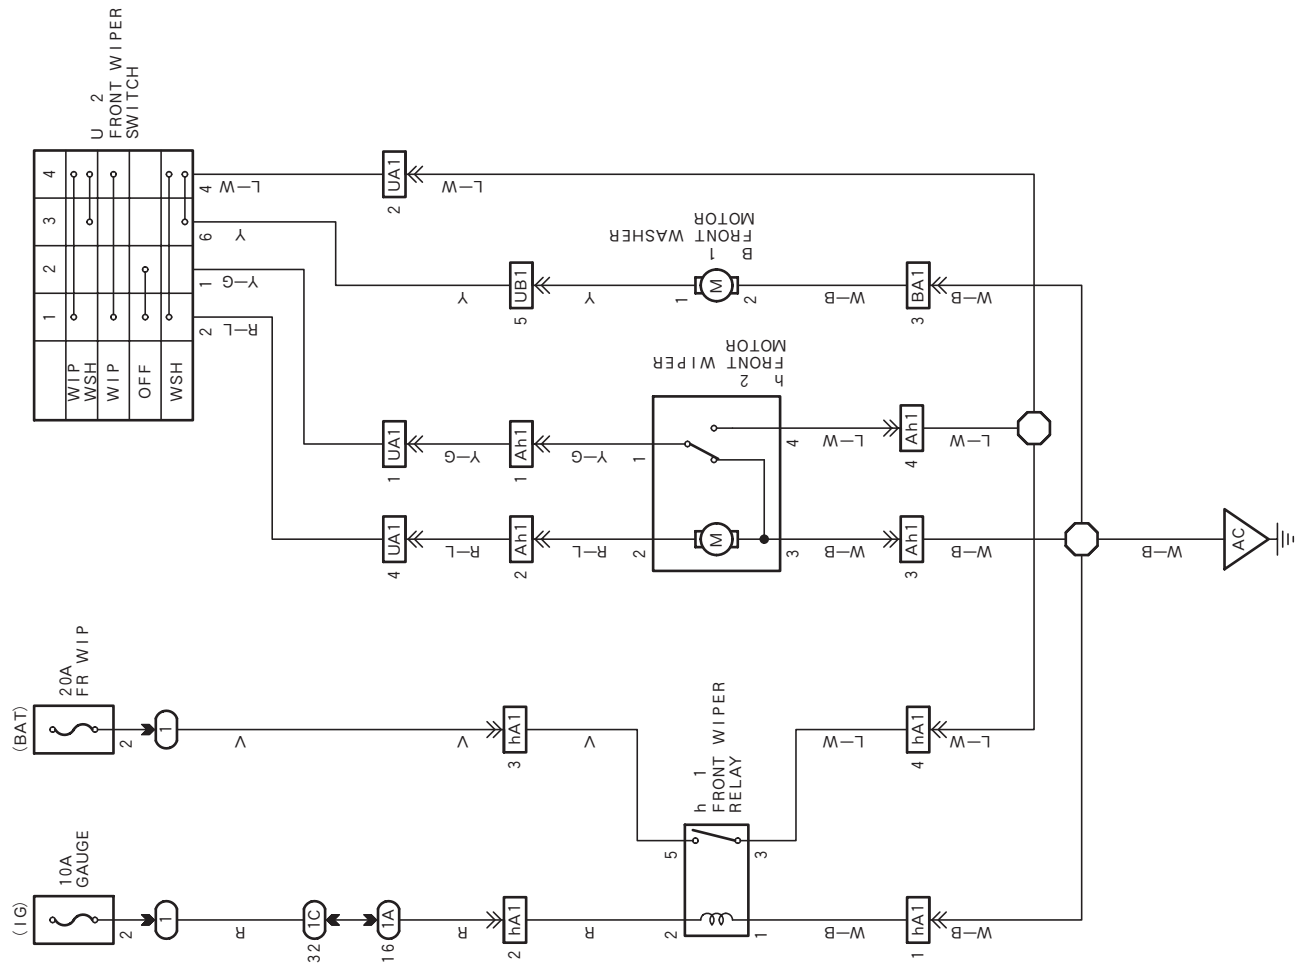 U 2
FRONT WIPER
SWITCH
1 2 3 4
WIP
WSH
WIP
OFF
WSH
2 R-L
1 Y-G
6 Y
4 L-W
UA1
2
L-W
Y
UB1
5
Y
1
M
2
B 1
FRONT WASHER
MOTOR
W-B
BA1
3
W-B
UA1
1
Y-G
Ah1
1
Y-G
UA1
4
R-L
Ah1
2
R-L
h 2
FRONT WIPER
MOTOR
1
2
M
4
3
L-W
Ah1
4
L-W
W-B
Ah1
3
W-B
W-B
AC
(BAT)
20A
FR WIP
2
1
V
V
hA1
3
V
h 1
FRONT WIPER
RELAY
5
3
2
1
L-W
hA1
4
L-W
(IG)
10A
GAUGE
2
1
R
1C
32
1A
16
R
hA1
2
R
W-B
hA1
1
W-B